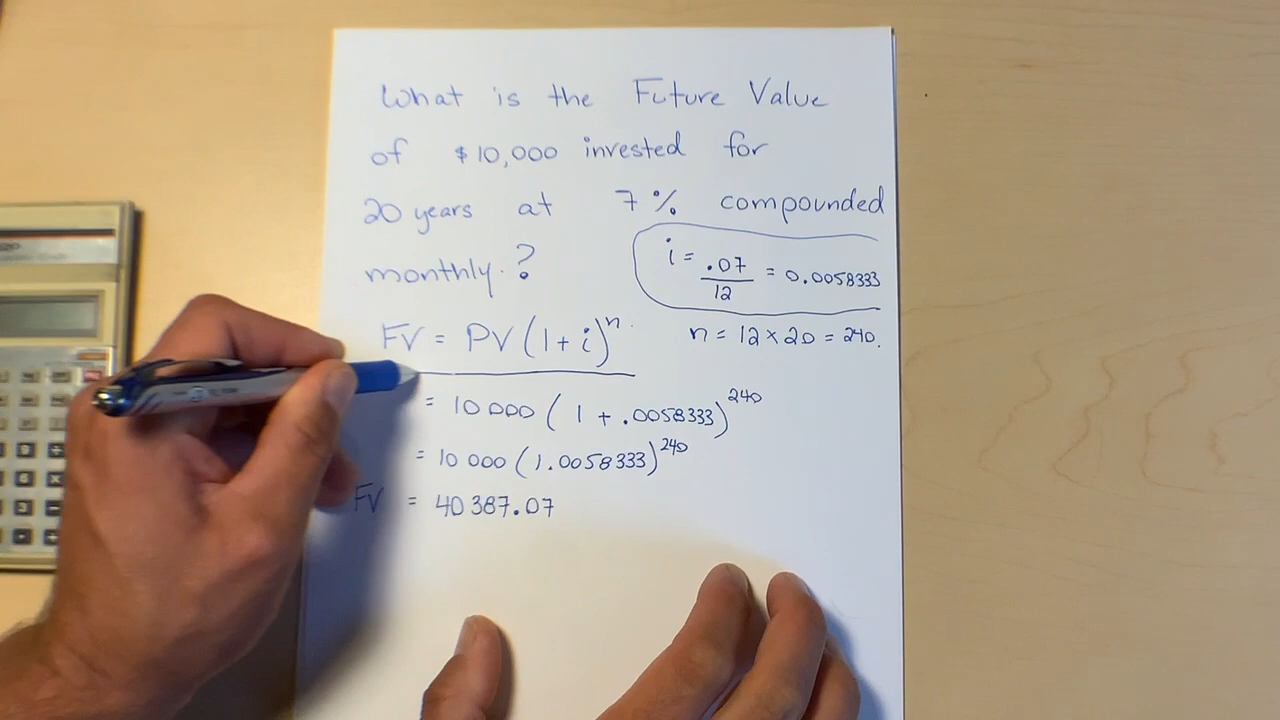 What is the Future Value
of $10,000 invested for
20 years at 7% compounded
monthly.?
i = .07/12 = 0.0058333
FV = PV(1+i)^n.
n = 12×20 = 240.
= 10 000 (1 + .0058333)^240
= 10 000 (1.0058333)^240
FV = 40 387.07